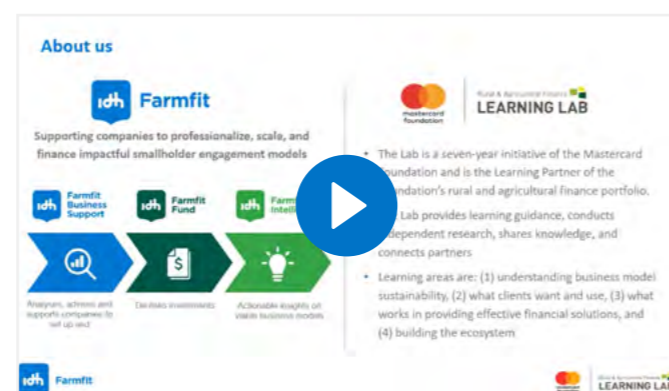 About us
idh Farmfit
Supporting companies to professionalize, scale, and
finance impactful smallholder engagement models
idh Farmfit
Business
Support
idh Farmfit
Fund
idh
Analyzes, advises and
supports companies to
set up and
De-risks investments
Actionable insights on
viable business models
mastercard
foundation
Rural & Agricultural Finance
LEARNING LAB
• The Lab is a seven-year initiative of the Mastercard
and is the Learning Partner of the
rural and agricultural finance portfolio.
Lab provides learning guidance, conducts
research, shares knowledge, and
connects partners
• Learning areas are: (1) understanding business model
sustainability, (2) what clients want and use, (3) what
works in providing effective financial solutions, and
(4) building the ecosystem
idh Farmfit
LEARNING LAB